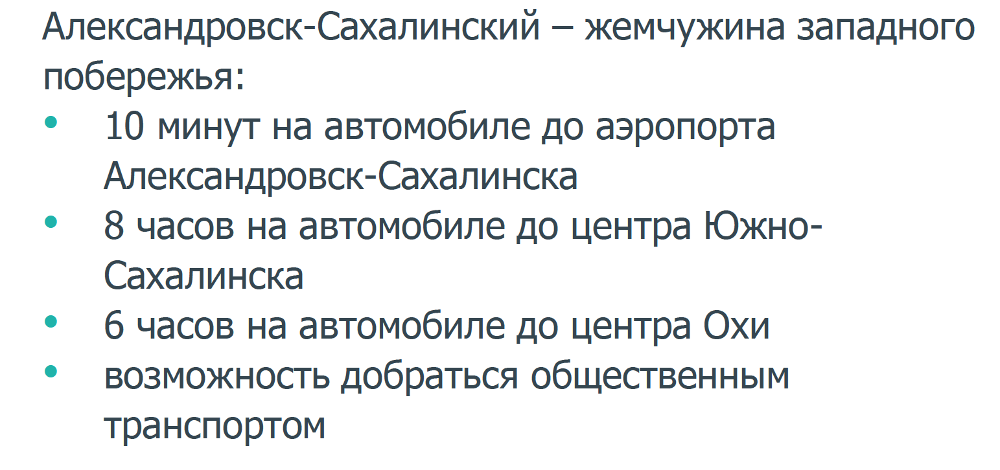 Александровск-Сахалинский – жемчужина западного
побережья:
• 10 минут на автомобиле до аэропорта
Александровск-Сахалинска
• 8 часов на автомобиле до центра Южно-
Сахалинска
• 6 часов на автомобиле до центра Охи
• возможность добраться общественным
транспортом